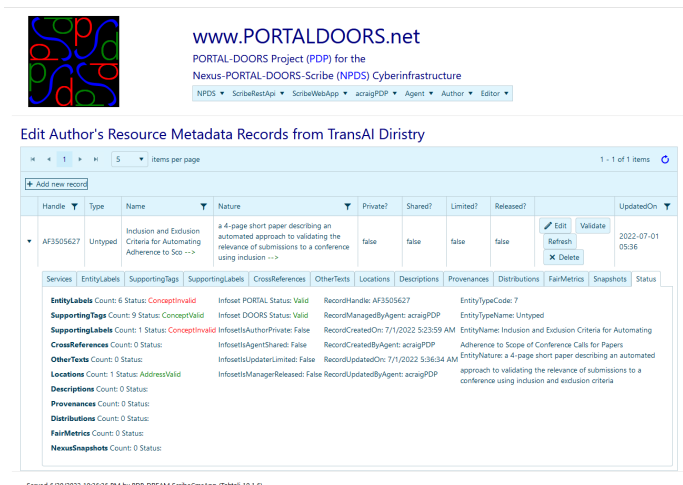 www.PORTALDOORS.net
PORTAL-DOORS Project (PDP) for the
Nexus-PORTAL-DOORS-Scribe (NPDS) Cyberinfrastructure
NPDS ▼ ScribeRestApi ▼ ScribeWebApp ▼ acraigPDP ▼ Agent ▼ Author ▼ Editor ▼
Edit Author's Resource Metadata Records from TransAI Diristry
1 5 ▼ items per page 1 - 1 of 1 items
+ Add new record
Handle Type Name Nature Private? Shared? Limited? Released? UpdatedOn
AF3505627 Untyped Inclusion and Exclusion Criteria for Automating Adherence to Sco --> a 4-page short paper describing an automated approach to validating the relevance of submissions to a conference using inclusion --> false false false false Edit Validate Refresh Delete 2022-07-01 05:36
Services EntityLabels SupportingTags SupportingLabels CrossReferences OtherTexts Locations Descriptions Provenances Distributions FairMetrics Snapshots Status
EntityLabels Count: 6 Status: ConceptInvalid Infoset PORTAL Status: Valid RecordHandle: AF3505627 EntityTypeCode: 7
SupportingTags Count: 9 Status: ConceptValid Infoset DOORS Status: Valid RecordManagedByAgent: acraigPDP EntityTypeName: Untyped
SupportingLabels Count: 1 Status: ConceptInvalid InfosetIsAuthorPrivate: False RecordCreatedOn: 7/1/2022 5:23:59 AM EntityName: Inclusion and Exclusion Criteria for Automating
CrossReferences Count: 0 Status: InfosetIsAgentShared: False RecordCreatedByAgent: acraigPDP Adherence to Scope of Conference Calls for Papers
OtherTexts Count: 0 Status: InfosetIsUpdaterLimited: False RecordUpdatedOn: 7/1/2022 5:36:34 AM EntityNature: a 4-page short paper describing an automated
Locations Count: 1 Status: AddressValid InfosetIsManagerReleased: False RecordUpdatedByAgent: acraigPDP approach to validating the relevance of submissions to a
Descriptions Count: 0 Status: conference using inclusion and exclusion criteria
Provenances Count: 0 Status:
Distributions Count: 0 Status:
FairMetrics Count: 0 Status:
NexusSnapshots Count: 0 Status: